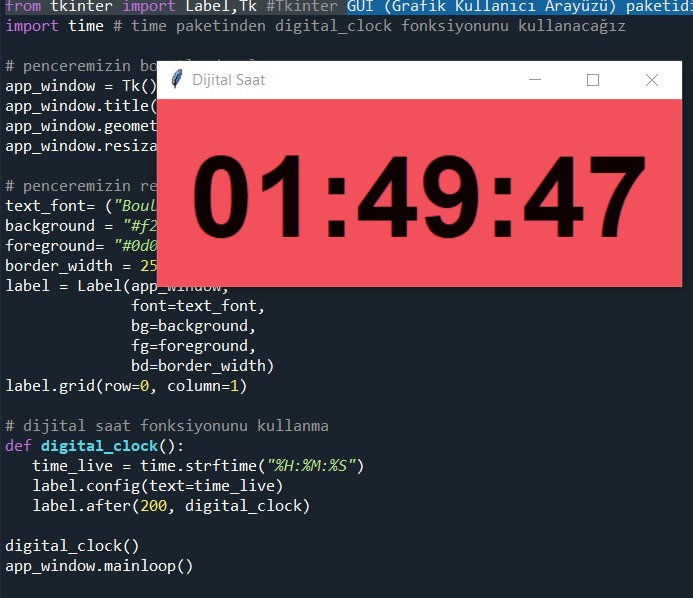 from tkinter import Label,Tk #Tkinter GUI (Grafik Kullanıcı Arayüzü) paketidi
import time # time paketinden digital_clock fonksiyonunu kullanacağız
# penceremizin
app_window = Tk()
app_window.title(
app_window.geomet
app_window.resiza
Dijital Saat
01:49:47
# penceremizin re
text_font= ("Boul
background = "#f2
foreground= "#0d0
border_width = 25
label = Label(app_window,
font=text_font,
bg=background,
fg=foreground,
bd=border_width)
label.grid(row=0, column=1)
# dijital saat fonksiyonunu kullanma
def digital_clock():
time_live = time.strftime("%H:%M:%S")
label.config(text=time_live)
label.after(200, digital_clock)
digital_clock()
app_window.mainloop()